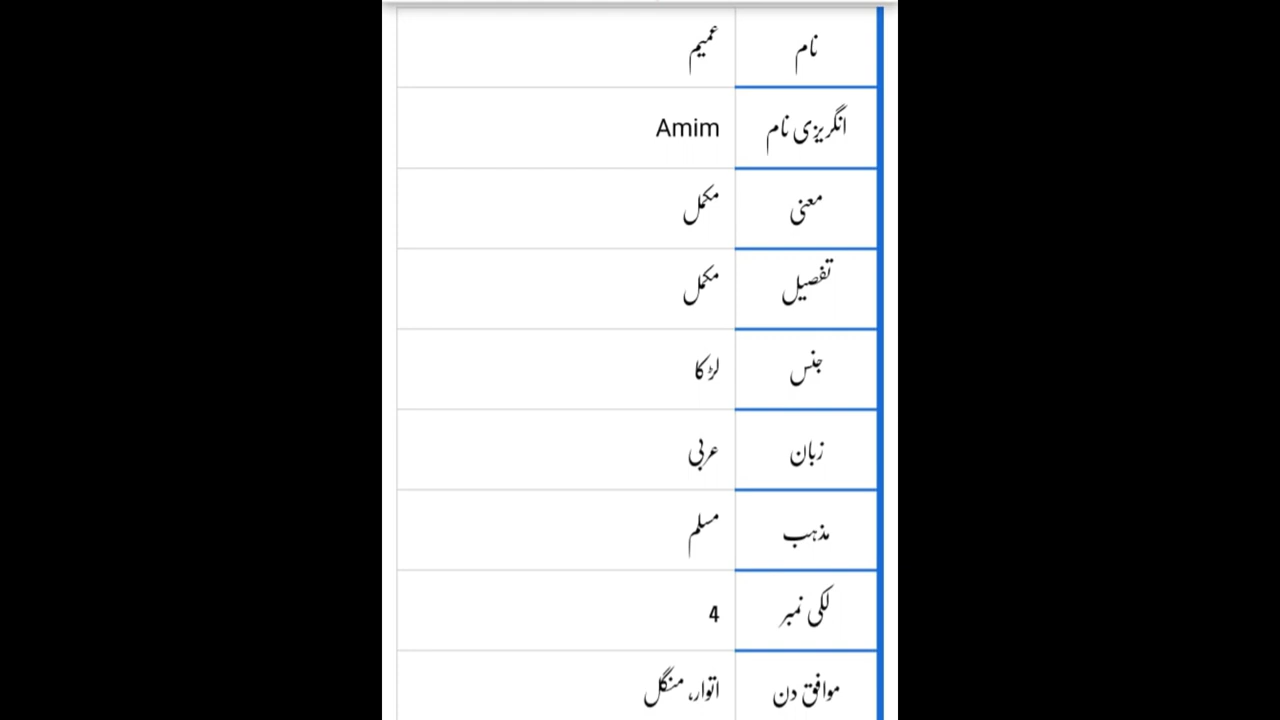 نام عمیم
انگریزی نام Amim
معنی مکمل
تفصیل مکمل
جنس لڑکا
زبان عربی
مذہب مسلم
لکی نمبر 4
موافق دن اتوار، منگل